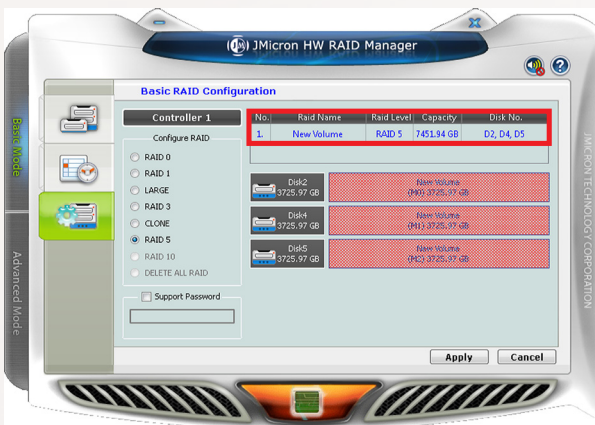 JMicron HW RAID Manager
Basic RAID Configuration
Basic Mode
Advanced Mode
Controller 1
Configure RAID
RAID 0
RAID 1
LARGE
RAID 3
CLONE
RAID 5
RAID 10
DELETE ALL RAID
Support Password
No. Raid Name Raid Level Capacity Disk No.
1. New Volume RAID 5 7451.94 GB D2, D4, D5
Disk2
3725.97 GB
New Volume
(M0) 3725.97 GB
Disk4
3725.97 GB
New Volume
(M1) 3725.97 GB
Disk5
3725.97 GB
New Volume
(M2) 3725.97 GB
Apply Cancel
JMICRON TECHNOLOGY CORPORATION